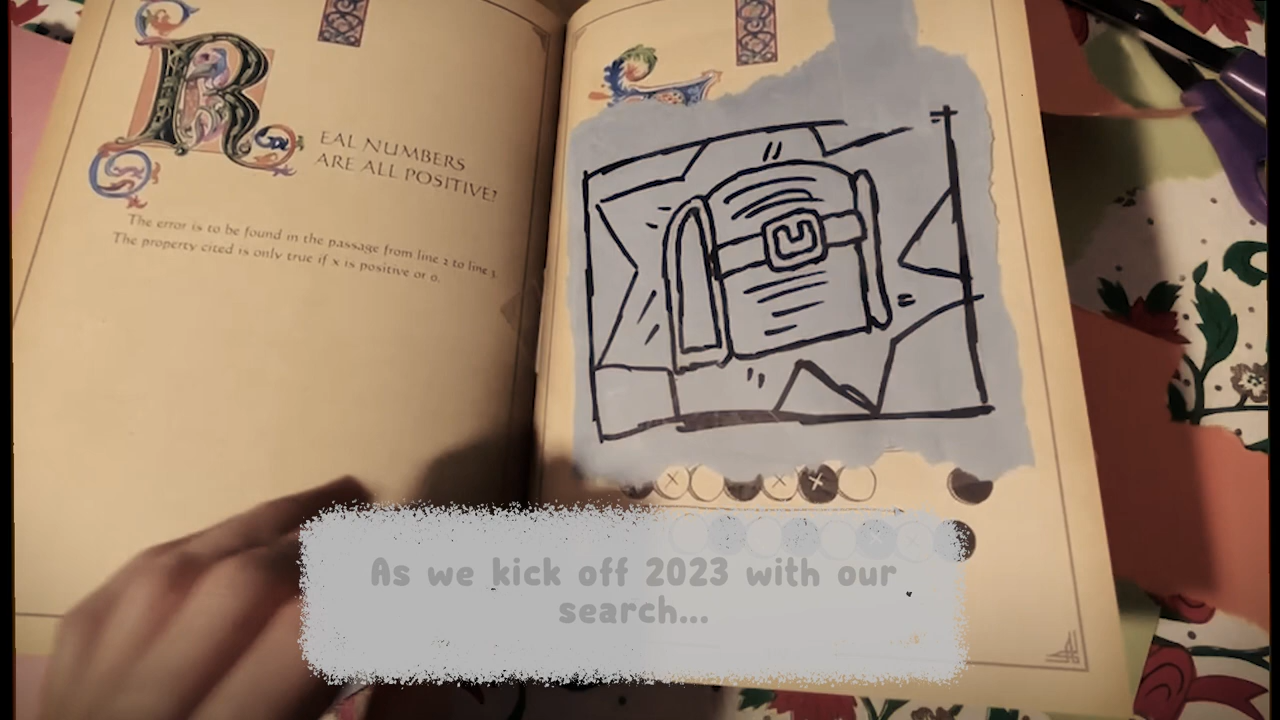 REAL NUMBERS
ARE ALL POSITIVE?
The error is to be found in the passage from line 2 to line 3.
The property cited is only true if x is positive or 0.
As we kick off 2023 with our
search...